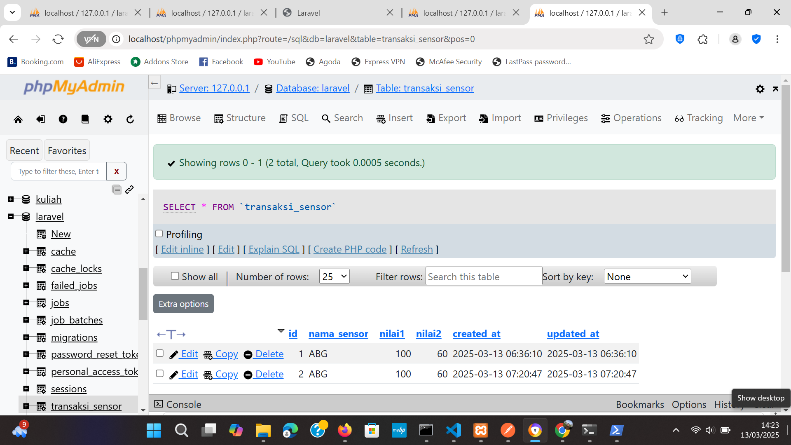 localhost / 127.0.0.1 / lara
localhost / 127.0.0.1 / lara
Laravel
localhost / 127.0.0.1 / lara
localhost / 127.0.0.1 / lara
VPN
localhost/phpmyadmin/index.php?route=/sql&db=laravel&table=transaksi_sensor&pos=0
Booking.com
AliExpress
Addons Store
Facebook
YouTube
Agoda
Express VPN
McAfee Security
LastPass password...
phpMyAdmin
Server: 127.0.0.1 / Database: laravel / Table: transaksi_sensor
Browse Structure SQL Search Insert Export Import Privileges Operations Tracking More
Recent Favorites
Type to filter these, Enter t X
kuliah
laravel
New
cache
cache_locks
failed_jobs
jobs
job_batches
migrations
password_reset_toke
personal_access_tok
sessions
transaksi_sensor
Showing rows 0 - 1 (2 total, Query took 0.0005 seconds.)
SELECT * FROM `transaksi_sensor`
Profiling
[ Edit inline ] [ Edit ] [ Explain SQL ] [ Create PHP code ] [ Refresh ]
Show all Number of rows: 25 Filter rows: Search this table Sort by key: None
Extra options
←T→ id nama_sensor nilai1 nilai2 created_at updated_at
Edit Copy Delete 1 ABG 100 60 2025-03-13 06:36:10 2025-03-13 06:36:10
Edit Copy Delete 2 ABG 100 60 2025-03-13 07:20:47 2025-03-13 07:20:47
Console Bookmarks Options History
Show desktop
9
14:23
13/03/2025